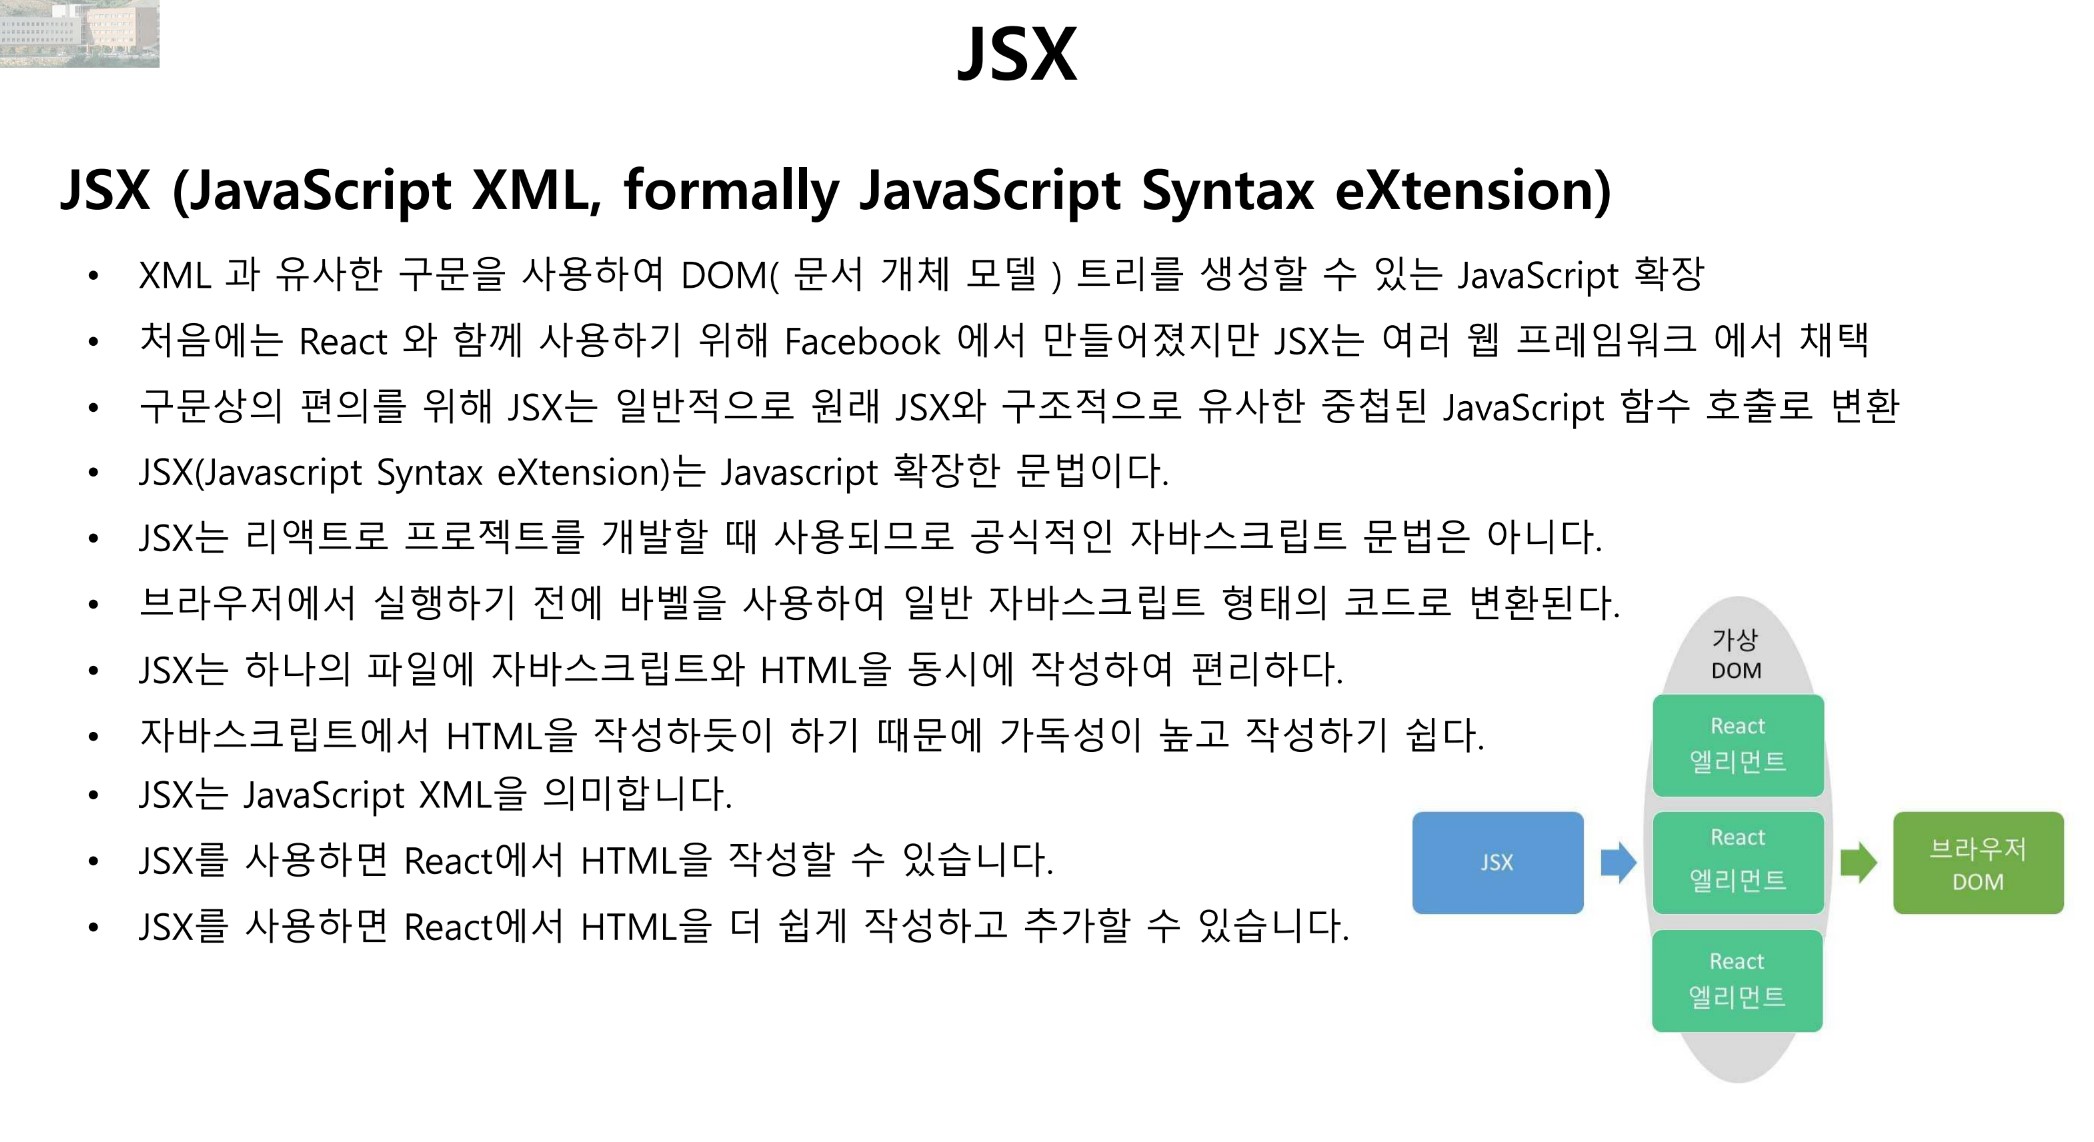 JSX
JSX (JavaScript XML, formally JavaScript Syntax eXtension)
• XML 과 유사한 구문을 사용하여 DOM( 문서 개체 모델 ) 트리를 생성할 수 있는 JavaScript 확장
• 처음에는 React 와 함께 사용하기 위해 Facebook 에서 만들어졌지만 JSX는 여러 웹 프레임워크 에서 채택
• 구문상의 편의를 위해 JSX는 일반적으로 원래 JSX와 구조적으로 유사한 중첩된 JavaScript 함수 호출로 변환
• JSX(Javascript Syntax eXtension)는 Javascript 확장한 문법이다.
• JSX는 리액트로 프로젝트를 개발할 때 사용되므로 공식적인 자바스크립트 문법은 아니다.
• 브라우저에서 실행하기 전에 바벨을 사용하여 일반 자바스크립트 형태의 코드로 변환된다.
• JSX는 하나의 파일에 자바스크립트와 HTML을 동시에 작성하여 편리하다.
• 자바스크립트에서 HTML을 작성하듯이 하기 때문에 가독성이 높고 작성하기 쉽다.
• JSX는 JavaScript XML을 의미합니다.
• JSX를 사용하면 React에서 HTML을 작성할 수 있습니다.
• JSX를 사용하면 React에서 HTML을 더 쉽게 작성하고 추가할 수 있습니다.
JSX
가상
DOM
React
엘리먼트
React
엘리먼트
React
엘리먼트
브라우저
DOM